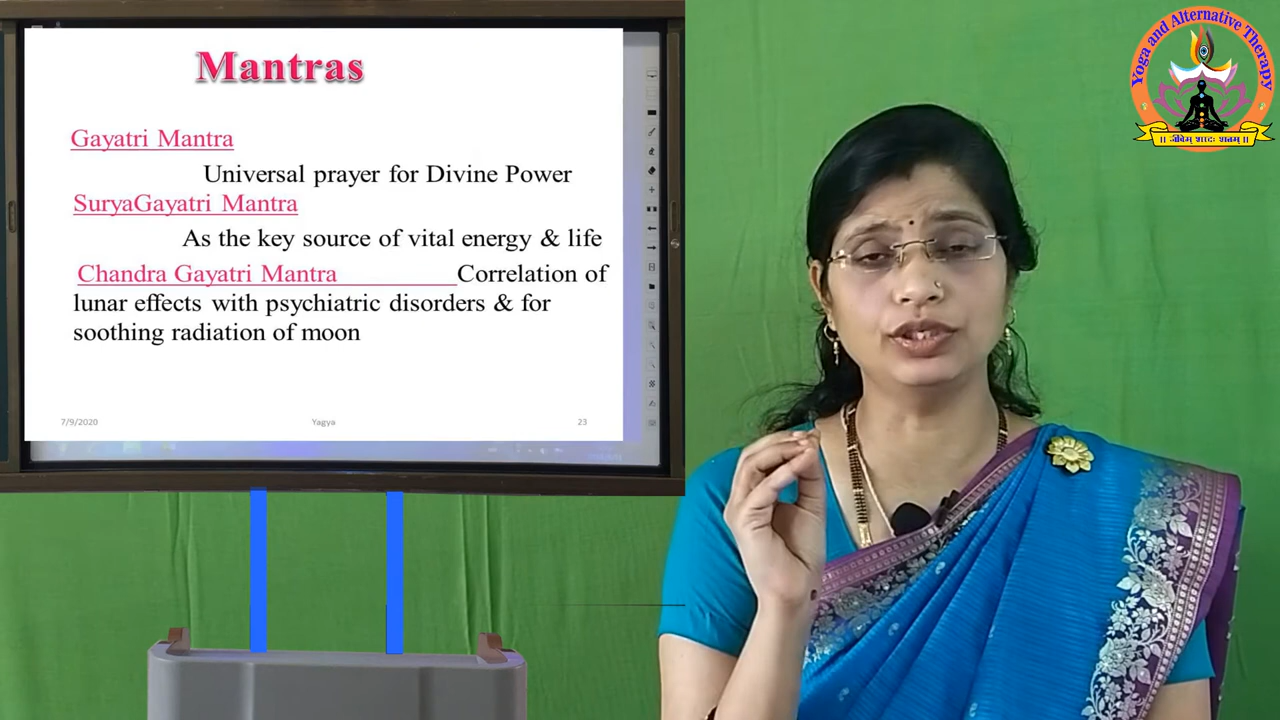 Mantras
Gayatri Mantra
Universal prayer for Divine Power
SuryaGayatri Mantra
As the key source of vital energy & life
Chandra Gayatri Mantra Correlation of
lunar effects with psychiatric disorders & for
soothing radiation of moon
7/9/2020 Yagya 23
Yoga and Alternative Therapy
॥ जीवेम् शरदः शतम् ॥